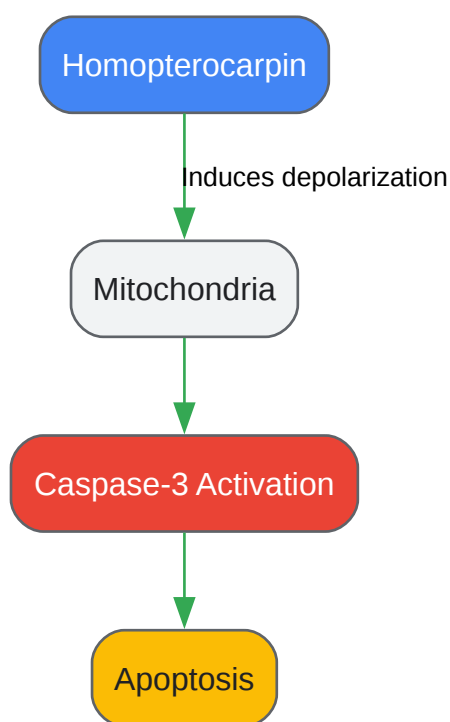 Homopterocarpin
Induces depolarization
Mitochondria
Caspase-3 Activation
Apoptosis